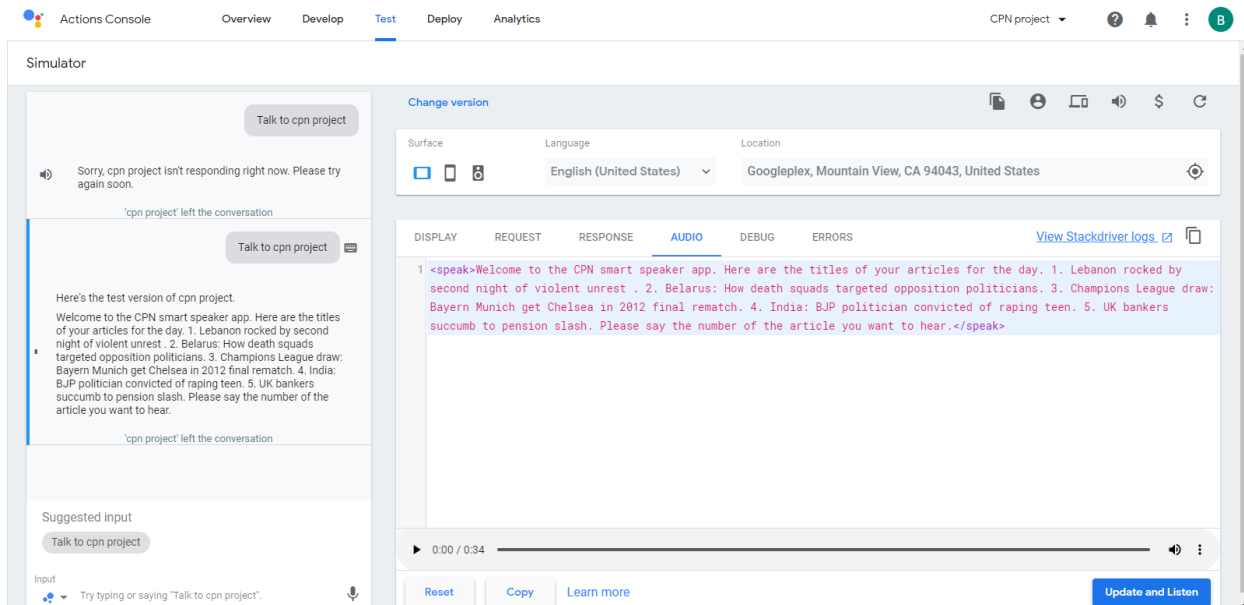 Actions Console Overview Develop Test Deploy Analytics CPN project B
Simulator
Talk to cpn project
Sorry, cpn project isn't responding right now. Please try
again soon.
'cpn project' left the conversation
Talk to cpn project
Here's the test version of cpn project.
Welcome to the CPN smart speaker app. Here are the titles
of your articles for the day. 1. Lebanon rocked by second
night of violent unrest . 2. Belarus: How death squads
targeted opposition politicians. 3. Champions League draw:
Bayern Munich get Chelsea in 2012 final rematch. 4. India:
BJP politician convicted of raping teen. 5. UK bankers
succumb to pension slash. Please say the number of the
article you want to hear.
'cpn project' left the conversation
Suggested input
Talk to cpn project
Input
Try typing or saying "Talk to cpn project".
Change version
Surface Language Location
English (United States) Googleplex, Mountain View, CA 94043, United States
DISPLAY REQUEST RESPONSE AUDIO DEBUG ERRORS View Stackdriver logs
1 <speak>Welcome to the CPN smart speaker app. Here are the titles of your articles for the day. 1. Lebanon rocked by
second night of violent unrest . 2. Belarus: How death squads targeted opposition politicians. 3. Champions League draw:
Bayern Munich get Chelsea in 2012 final rematch. 4. India: BJP politician convicted of raping teen. 5. UK bankers
succumb to pension slash. Please say the number of the article you want to hear.</speak>
0:00 / 0:34
Reset Copy Learn more Update and Listen